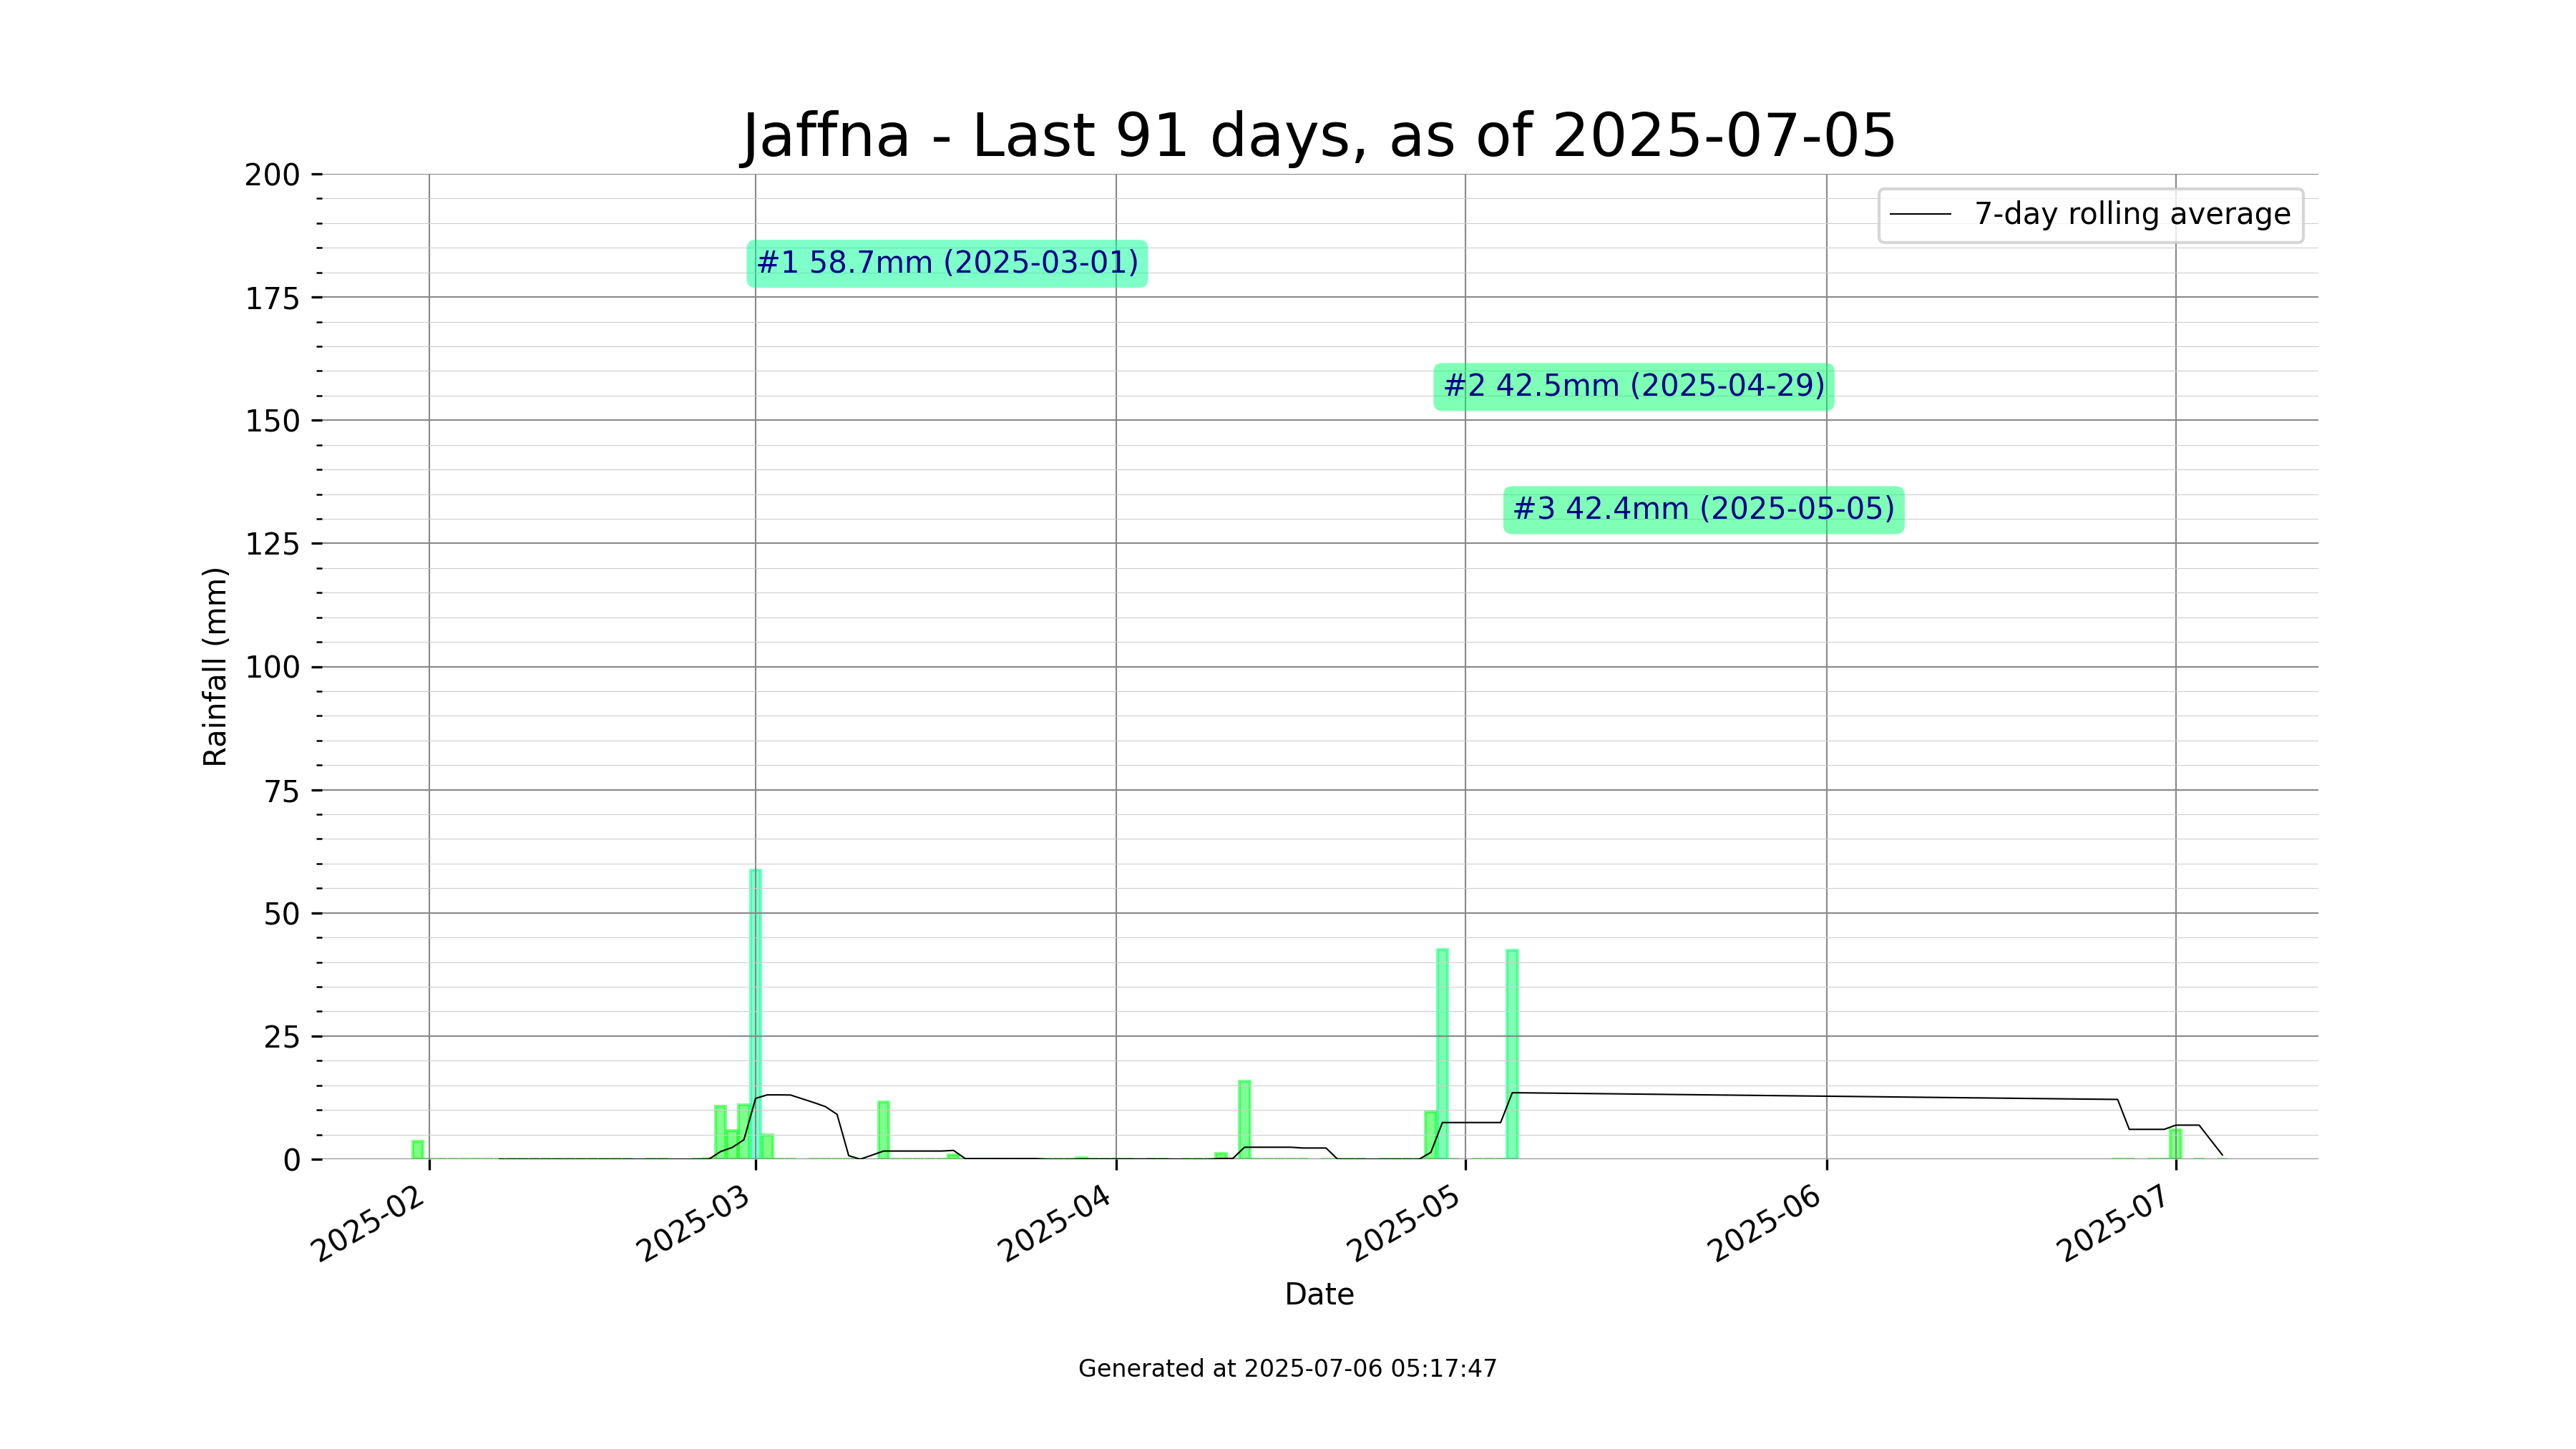 Jaffna - Last 91 days, as of 2025-07-05
200
175
150
125
100
75
50
25
0
Rainfall (mm)
7-day rolling average
#1 58.7mm (2025-03-01)
#2 42.5mm (2025-04-29)
#3 42.4mm (2025-05-05)
2025-02
2025-03
2025-04
2025-05
2025-06
2025-07
Date
Generated at 2025-07-06 05:17:47